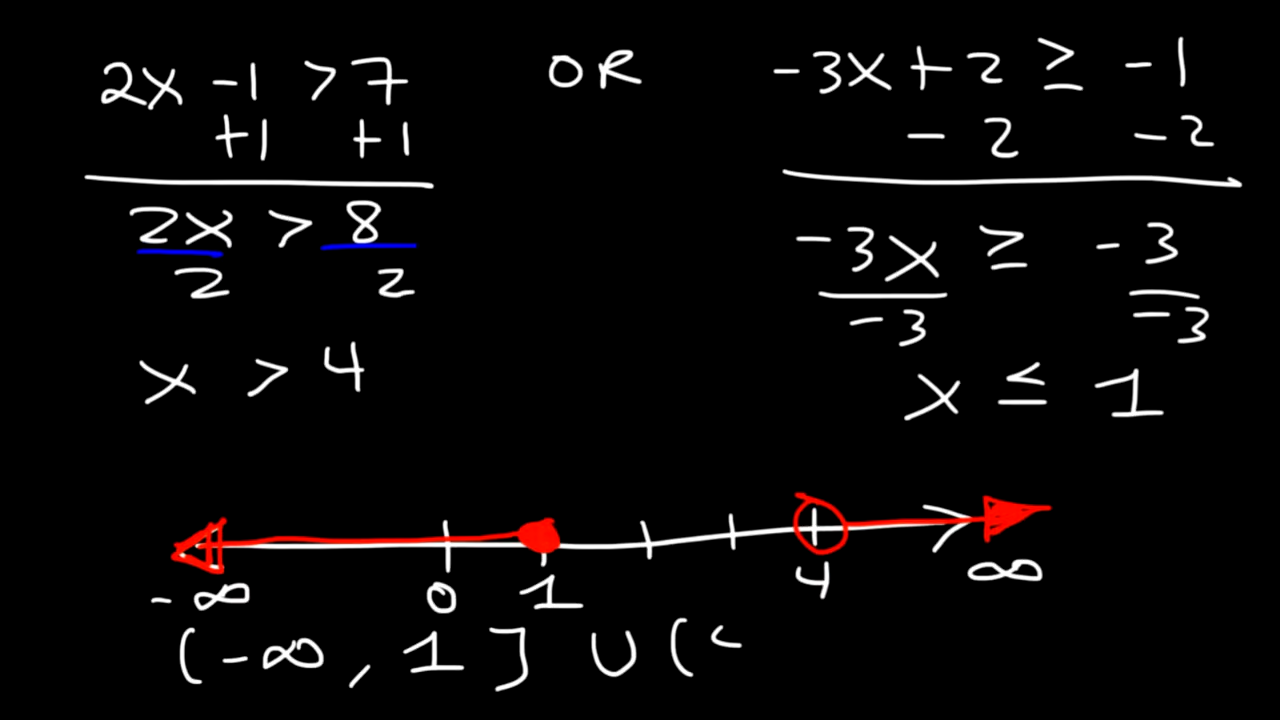 2x -1 > 7 OR -3x + 2 ≥ -1
+1 +1 - 2 -2
2x > 8 -3x ≥ -3
2 2 -3 -3
x > 4 x ≤ 1
-∞ 0 1 4 ∞
(-∞, 1] ∪ (